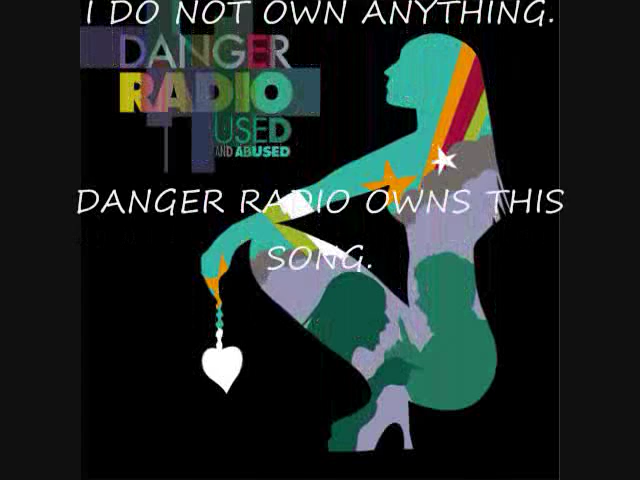 I DO NOT OWN ANYTHING.
DANGER
RADIO
USED
AND ABUSED
DANGER RADIO OWNS THIS
SONG.